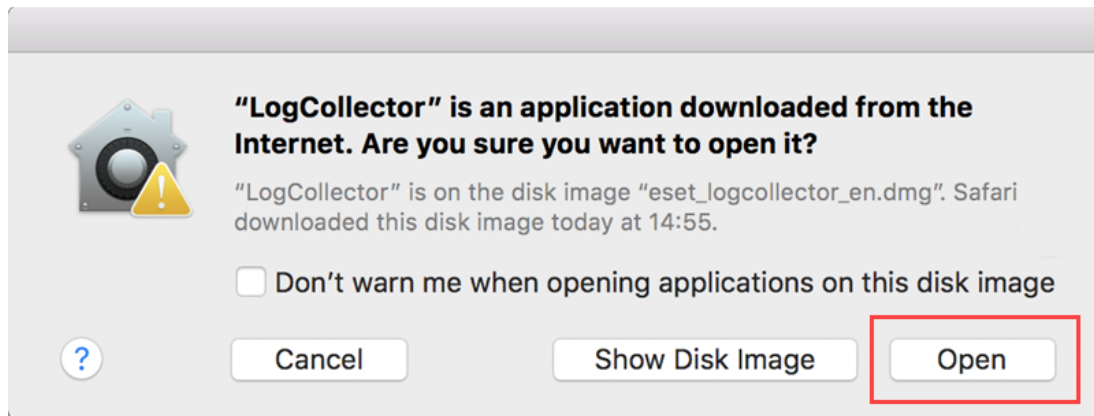 “LogCollector” is an application downloaded from the
Internet. Are you sure you want to open it?
“LogCollector” is on the disk image “eset_logcollector_en.dmg”. Safari
downloaded this disk image today at 14:55.
Don’t warn me when opening applications on this disk image
?
Cancel
Show Disk Image
Open